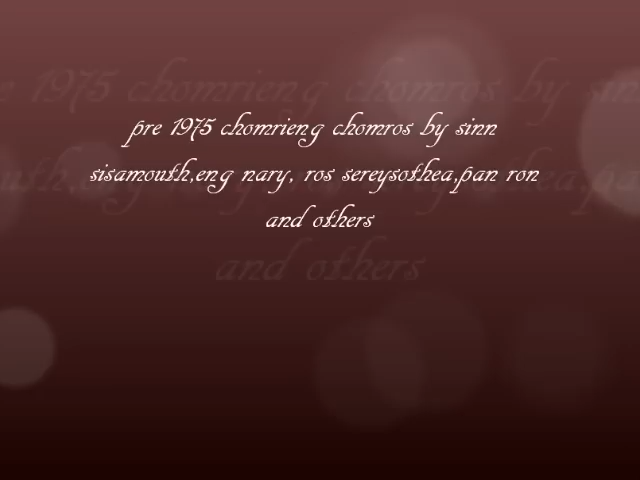 pre 1975 chomrieng chomros by sinn
sisamouth,eng nary, ros sereysothea,pan ron
and others